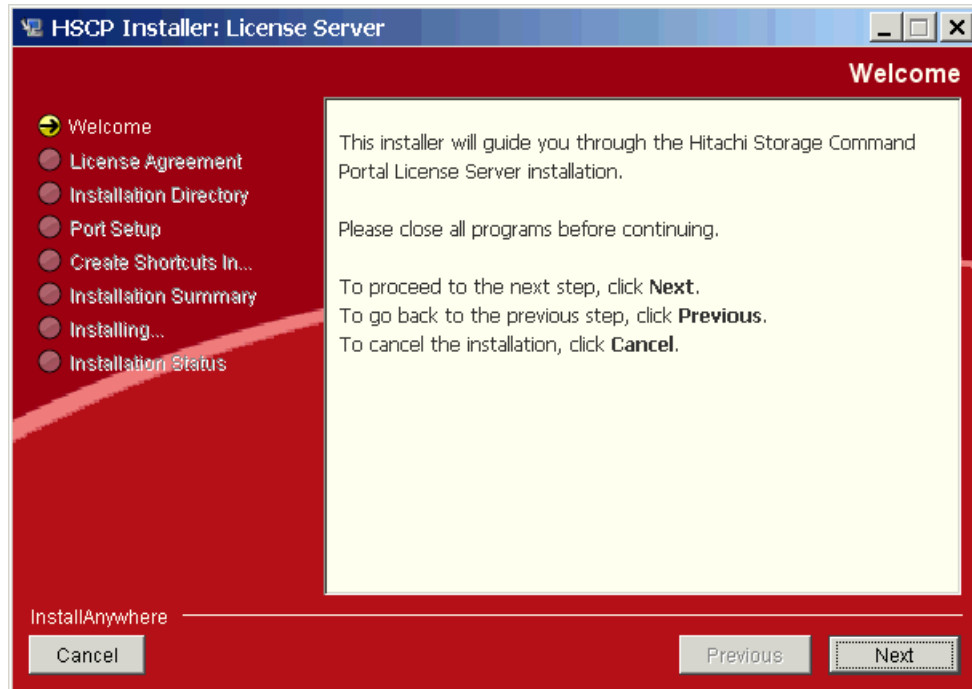 HSCP Installer: License Server
Welcome
Welcome
License Agreement
Installation Directory
Port Setup
Create Shortcuts In...
Installation Summary
Installing...
Installation Status
This installer will guide you through the Hitachi Storage Command
Portal License Server installation.
Please close all programs before continuing.
To proceed to the next step, click Next.
To go back to the previous step, click Previous.
To cancel the installation, click Cancel.
InstallAnywhere
Cancel
Previous
Next